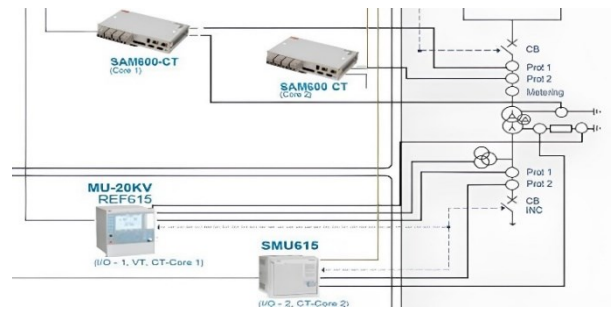 CB
SAM600-CT
(Core 1)
SAM600 CT
(Core 2)
Prot 1
Prot 2
Metering
MU-20KV
REF615
Prot 1
Prot 2
CB
INC
SMU615
(I/O - 1, VT, CT-Core 1)
(I/O - 2, CT-Core 2)